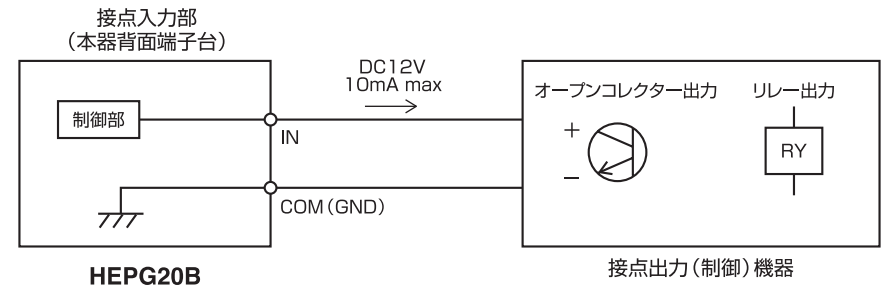 接点入力部
（本器背面端子台）
制御部
IN
COM（GND）
HEPG20B
DC12V
10mA max
オープンコレクター出力
+
−
リレー出力
RY
接点出力（制御）機器